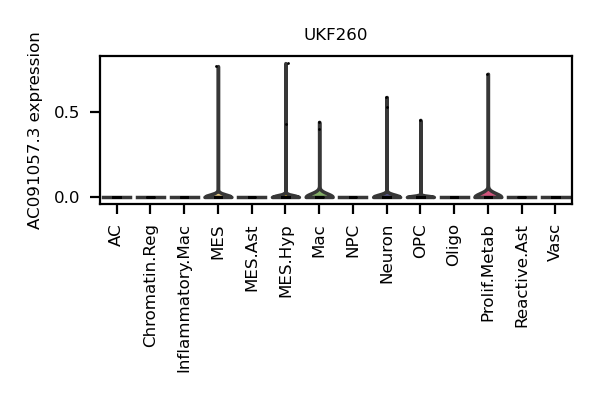 UKF260
AC091057.3 expression
0.5
0.0
AC
Chromatin.Reg
Inflammatory.Mac
MES
MES.Ast
MES.Hyp
Mac
NPC
Neuron
OPC
Oligo
Prolif.Metab
Reactive.Ast
Vasc